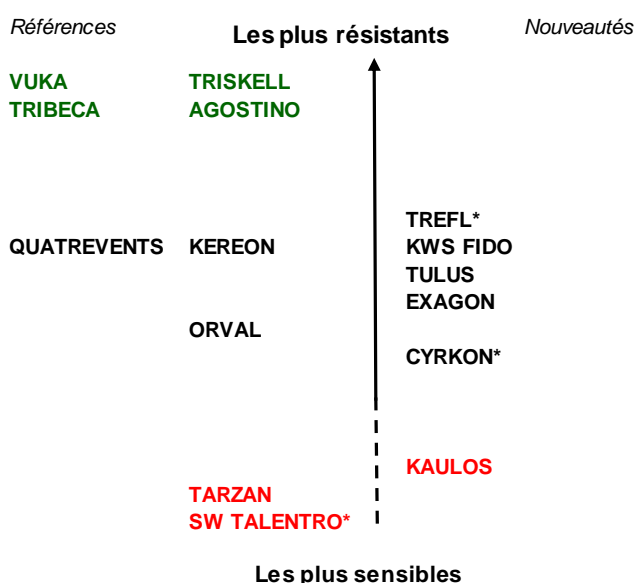 Références Les plus résistants Nouveautés
VUKA TRISKELL
TRIBECA AGOSTINO
TREFL*
QUATREVENTS KEREON KWS FIDO
TULUS
EXAGON
ORVAL
CYRKON*
KAULOS
TARZAN
SW TALENTRO*
Les plus sensibles